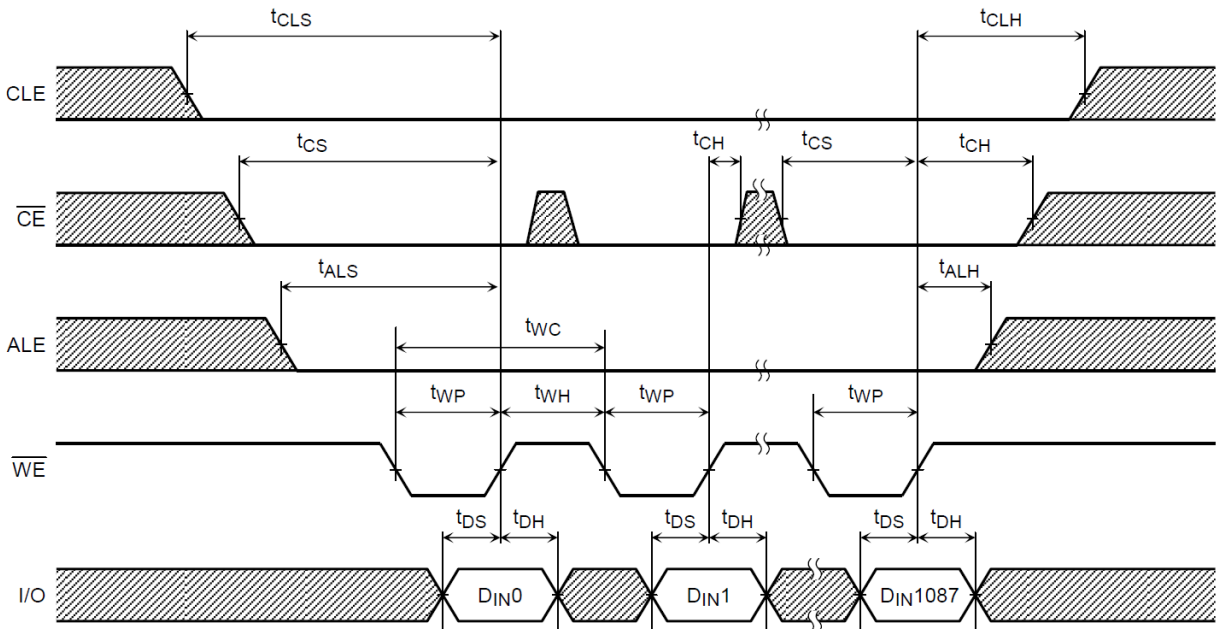 tCLS tCLH
CLE
tCS tCH tCS tCH
CE
tALS tALH
tWC
ALE
tWP tWH tWP tWP
WE
tDS tDH tDS tDH tDS tDH
I/O DIN0 DIN1 DIN1087